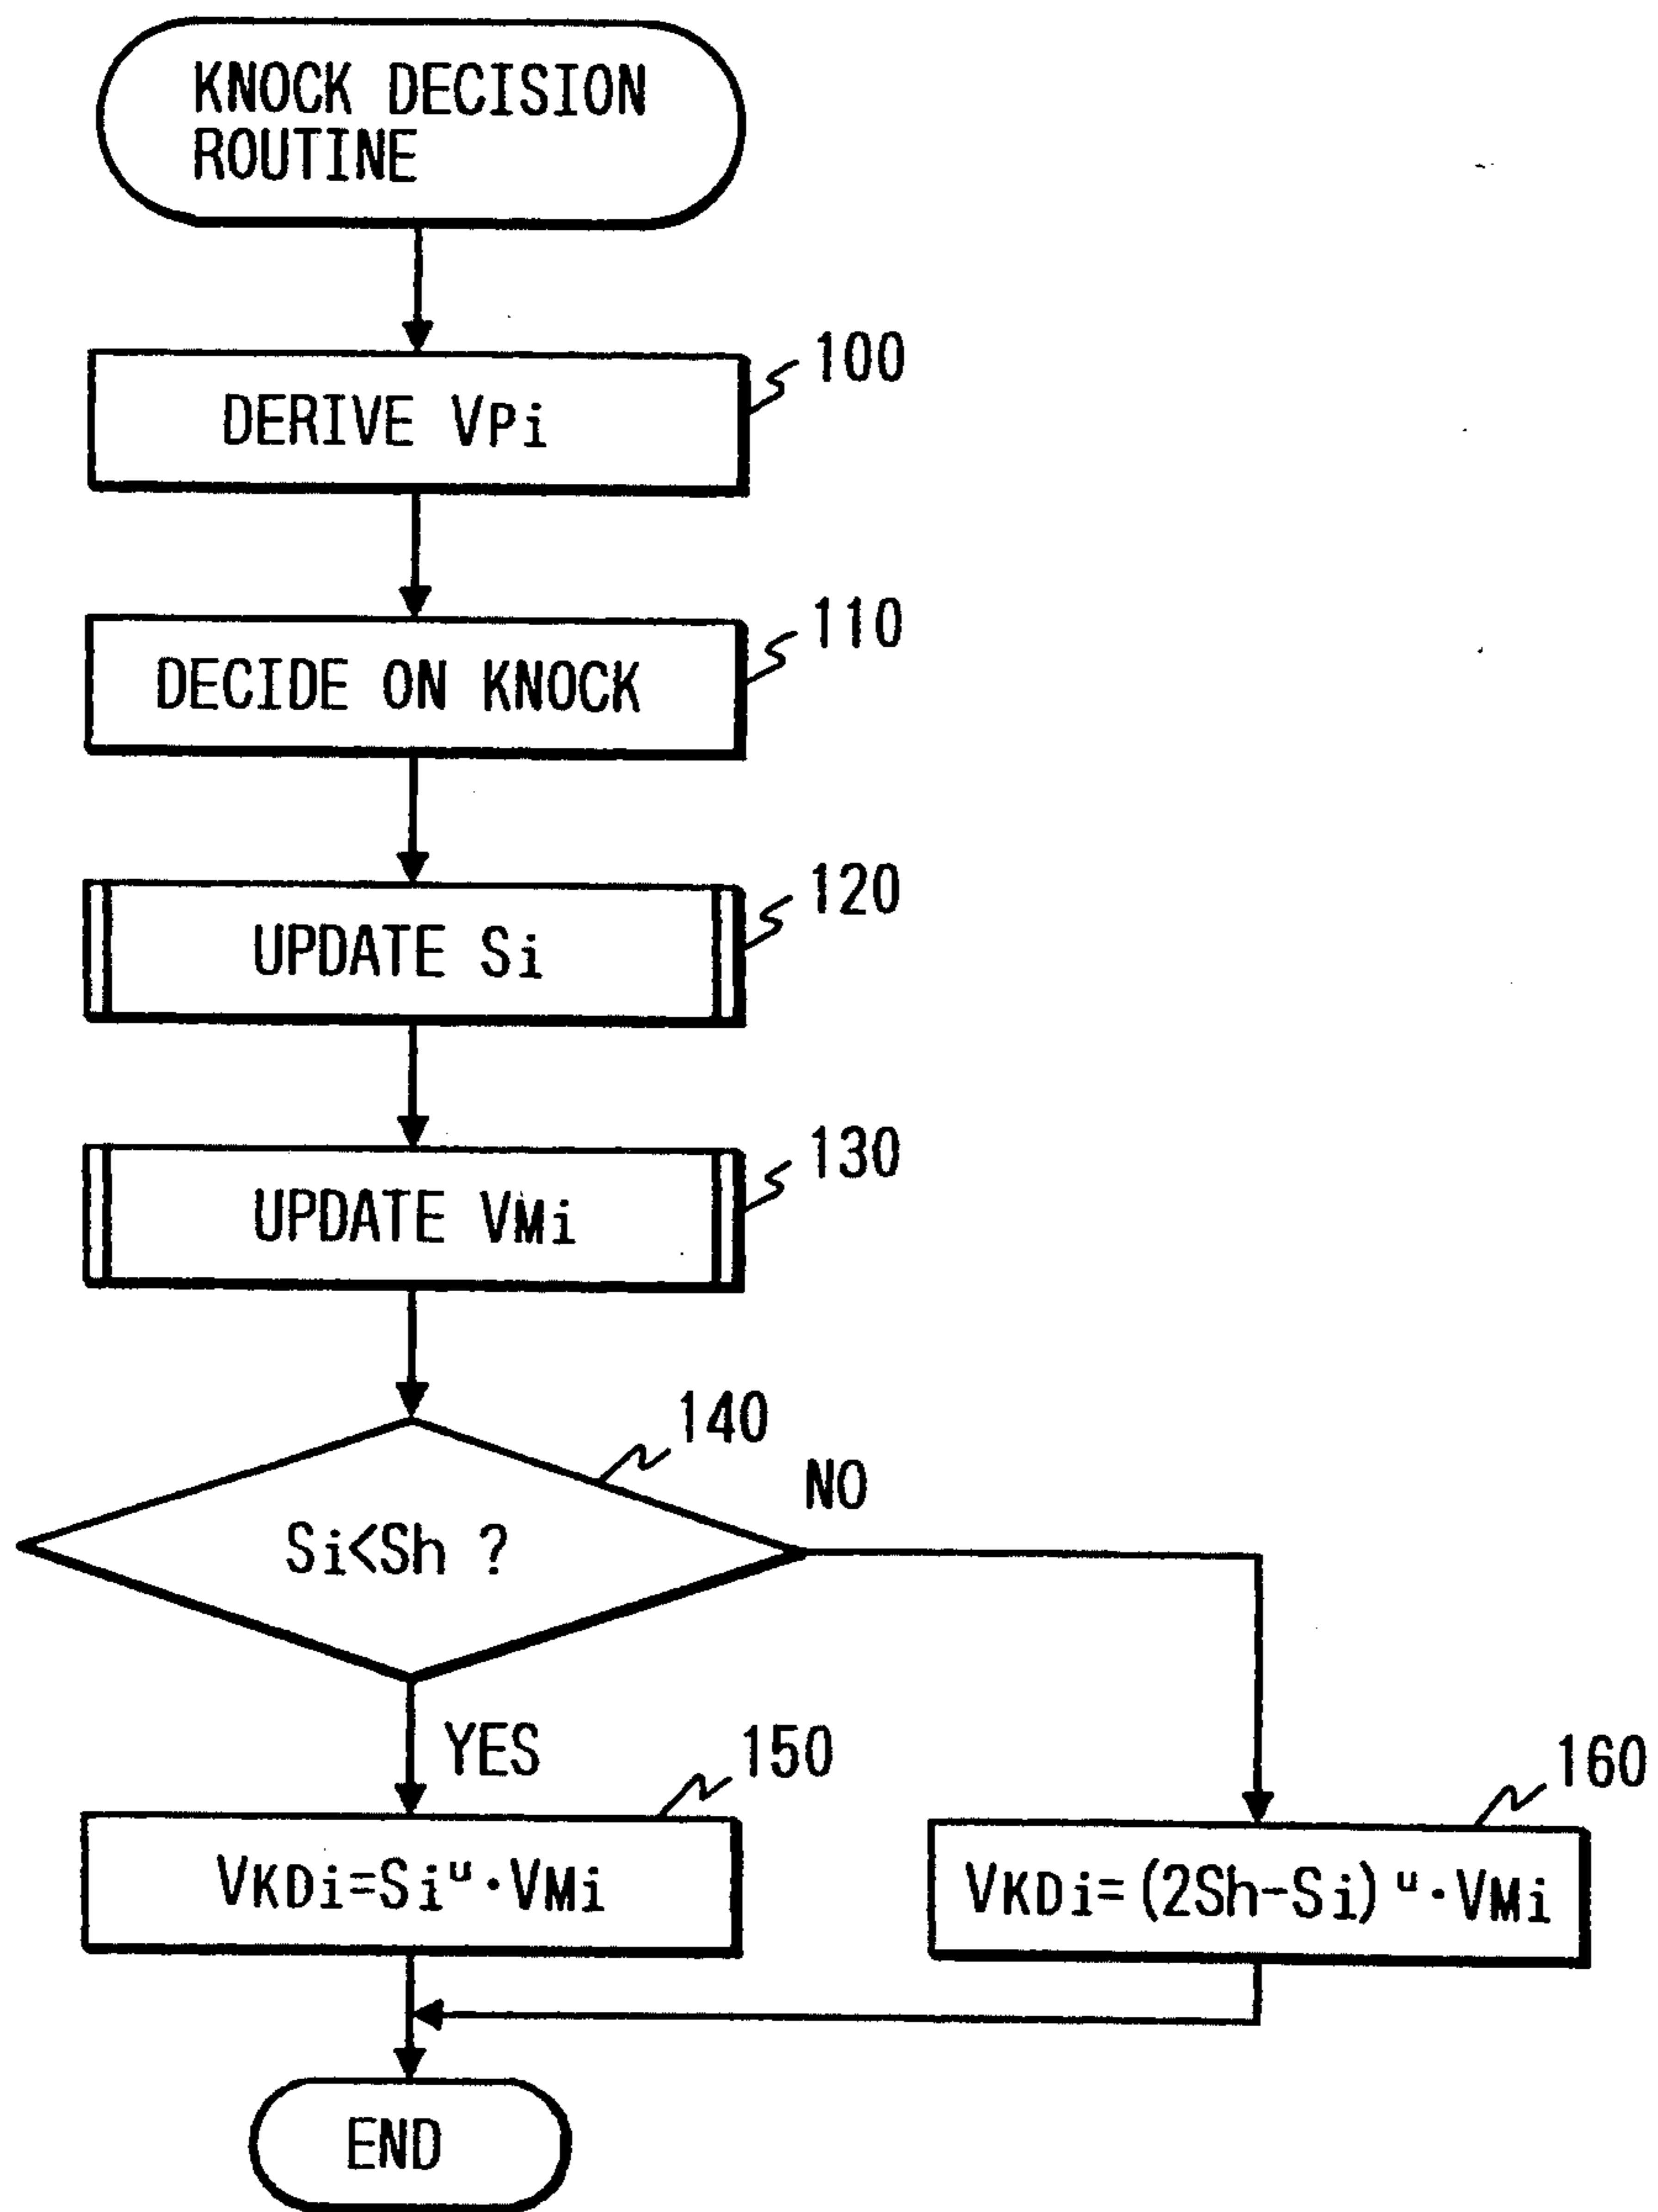 KNOCK DECISION
ROUTINE
100
DERIVE VPi
110
DECIDE ON KNOCK
120
UPDATE Si
130
UPDATE VMi
140
NO
Si<Sh ?
YES
150
160
VKDi=Siᵘ·VMi
VKDi=(2Sh-Si)ᵘ·VMi
END